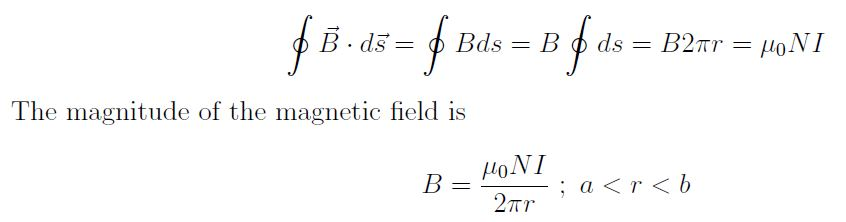 ∮ B⃗ · ds⃗ = ∮ Bds = B ∮ ds = B2πr = μ₀NI
The magnitude of the magnetic field is
B = μ₀NI / 2πr ; a < r < b